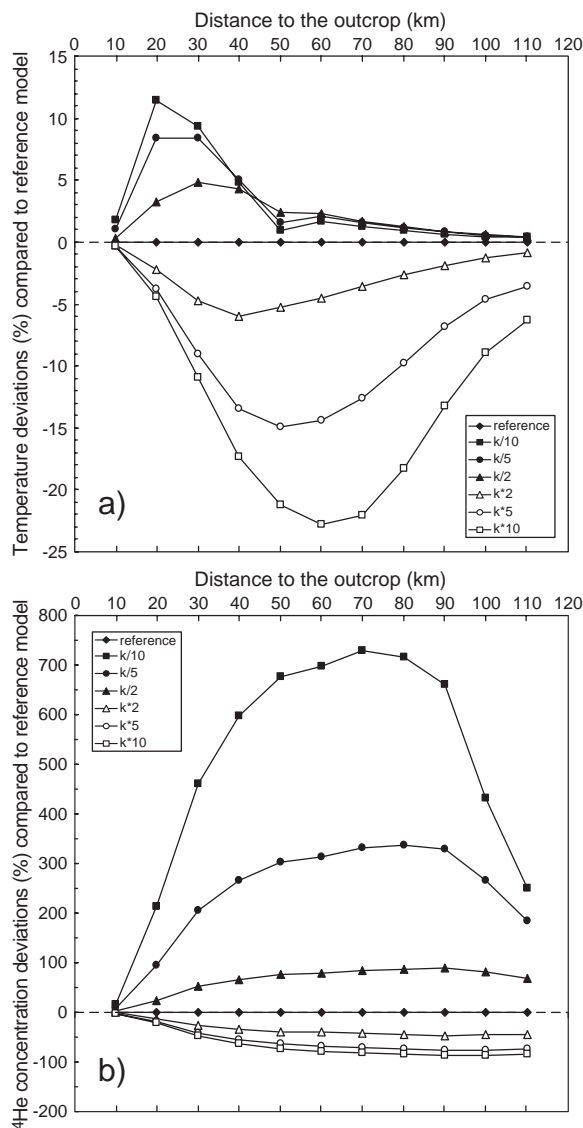 Distance to the outcrop (km)
0 10 20 30 40 50 60 70 80 90 100 110 120
Temperature deviations (%) compared to reference model
15
10
5
0
-5
-10
-15
-20
-25
reference
k/10
k/5
k/2
k*2
k*5
k*10
a)
Distance to the outcrop (km)
0 10 20 30 40 50 60 70 80 90 100 110 120
⁴He concentration deviations (%) compared to reference model
800
700
600
500
400
300
200
100
0
-100
-200
reference
k/10
k/5
k/2
k*2
k*5
k*10
b)